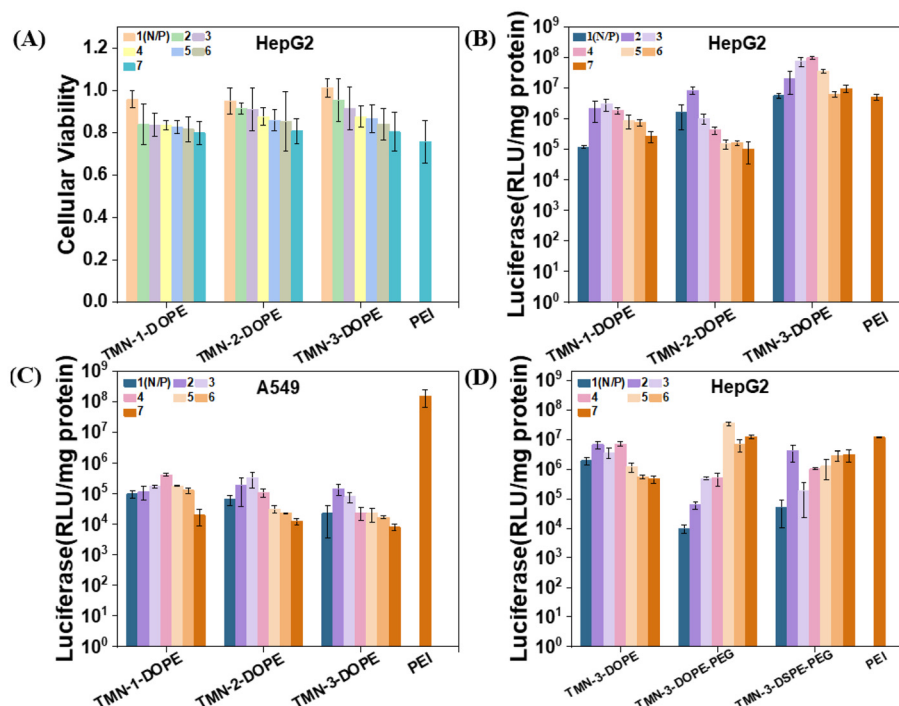 (A)
1(N/P) 2 3
4 5 6
7
HepG2
Cellular Viability
1.2
1.0
0.8
0.6
0.4
0.2
0.0
TMN-1-DOPE
TMN-2-DOPE
TMN-3-DOPE
PEI
(B)
1(N/P) 2 3
4 5 6
7
HepG2
Luciferase(RLU/mg protein)
10⁹
10⁸
10⁷
10⁶
10⁵
10⁴
10³
10²
10¹
10⁰
TMN-1-DOPE
TMN-2-DOPE
TMN-3-DOPE
PEI
(C)
1(N/P) 2 3
4 5 6
7
A549
Luciferase(RLU/mg protein)
10⁹
10⁸
10⁷
10⁶
10⁵
10⁴
10³
10²
10¹
10⁰
TMN-1-DOPE
TMN-2-DOPE
TMN-3-DOPE
PEI
(D)
1(N/P) 2 3
4 5 6
7
HepG2
Luciferase(RLU/mg protein)
10⁹
10⁸
10⁷
10⁶
10⁵
10⁴
10³
10²
10¹
10⁰
TMN-3-DOPE
TMN-3-DOPE-PEG
TMN-3-DSPE-PEG
PEI